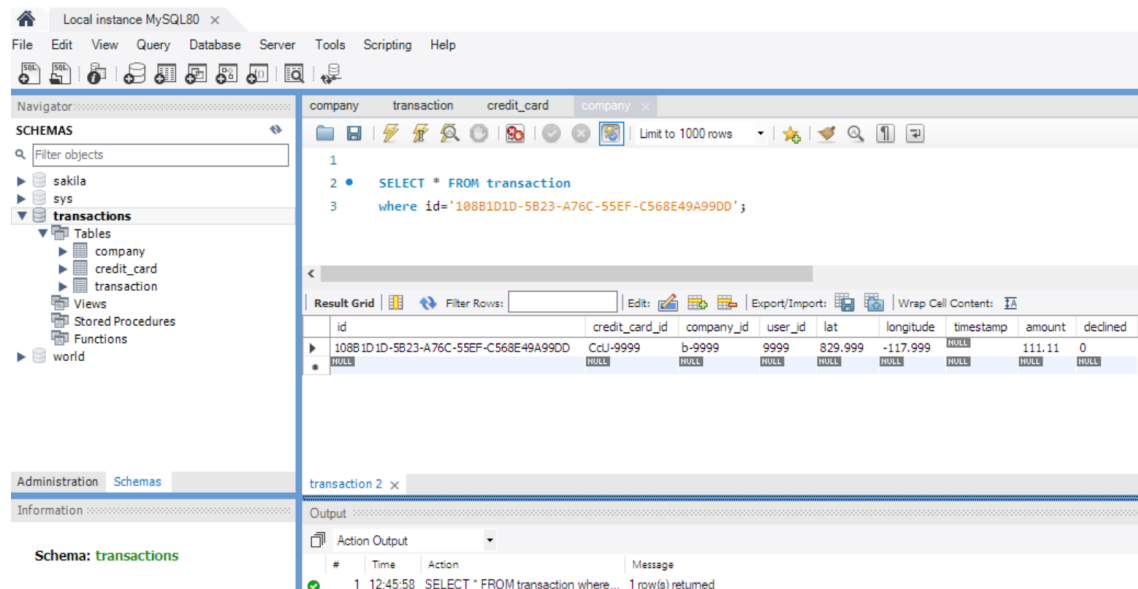 Local instance MySQL80 ×
File Edit View Query Database Server Tools Scripting Help
Navigator
SCHEMAS
Filter objects
sakila
sys
transactions
Tables
company
credit_card
transaction
Views
Stored Procedures
Functions
world
Administration Schemas
Information
Schema: transactions
company transaction credit_card company ×
Limit to 1000 rows
1
2 SELECT * FROM transaction
3 where id='108B1D1D-5B23-A76C-55EF-C568E49A99DD';
Result Grid Filter Rows: Edit: Export/Import: Wrap Cell Content: IA
id credit_card_id company_id user_id lat longitude timestamp amount declined
108B1D1D-5B23-A76C-55EF-C568E49A99DD CcU-9999 b-9999 9999 829.999 -117.999 NULL 111.11 0
NULL NULL NULL NULL NULL NULL NULL NULL NULL
transaction 2 ×
Output
Action Output
# Time Action Message
1 12:45:58 SELECT * FROM transaction where... 1 row(s) returned